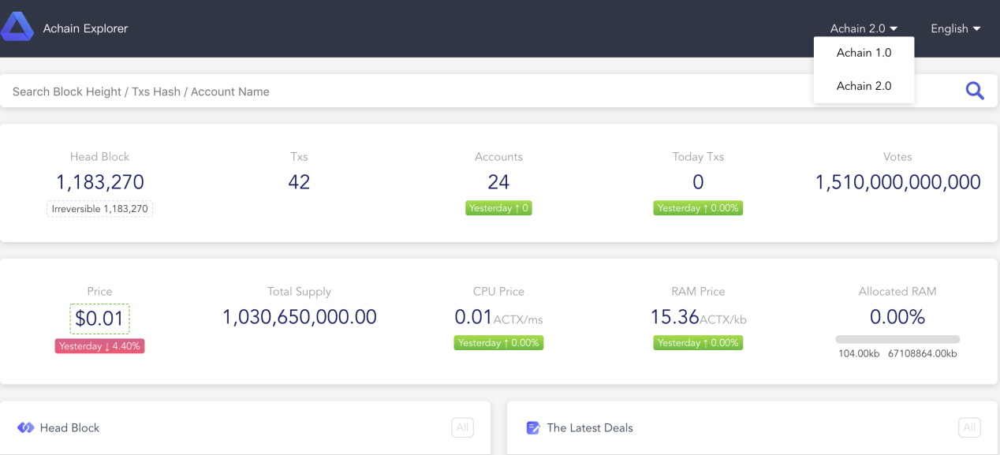 Achain Explorer
Achain 2.0
English
Achain 1.0
Achain 2.0
Search Block Height / Txs Hash / Account Name
Head Block
1,183,270
Irreversible 1,183,270
Txs
42
Accounts
24
Yesterday ↑ 0
Today Txs
0
Yesterday ↑ 0.00%
Votes
1,510,000,000,000
Price
$0.01
Yesterday ↓ 4.40%
Total Supply
1,030,650,000.00
CPU Price
0.01ACTX/ms
Yesterday ↑ 0.00%
RAM Price
15.36ACTX/kb
Yesterday ↑ 0.00%
Allocated RAM
0.00%
104.00kb 67108864.00kb
Head Block
All
The Latest Deals
All